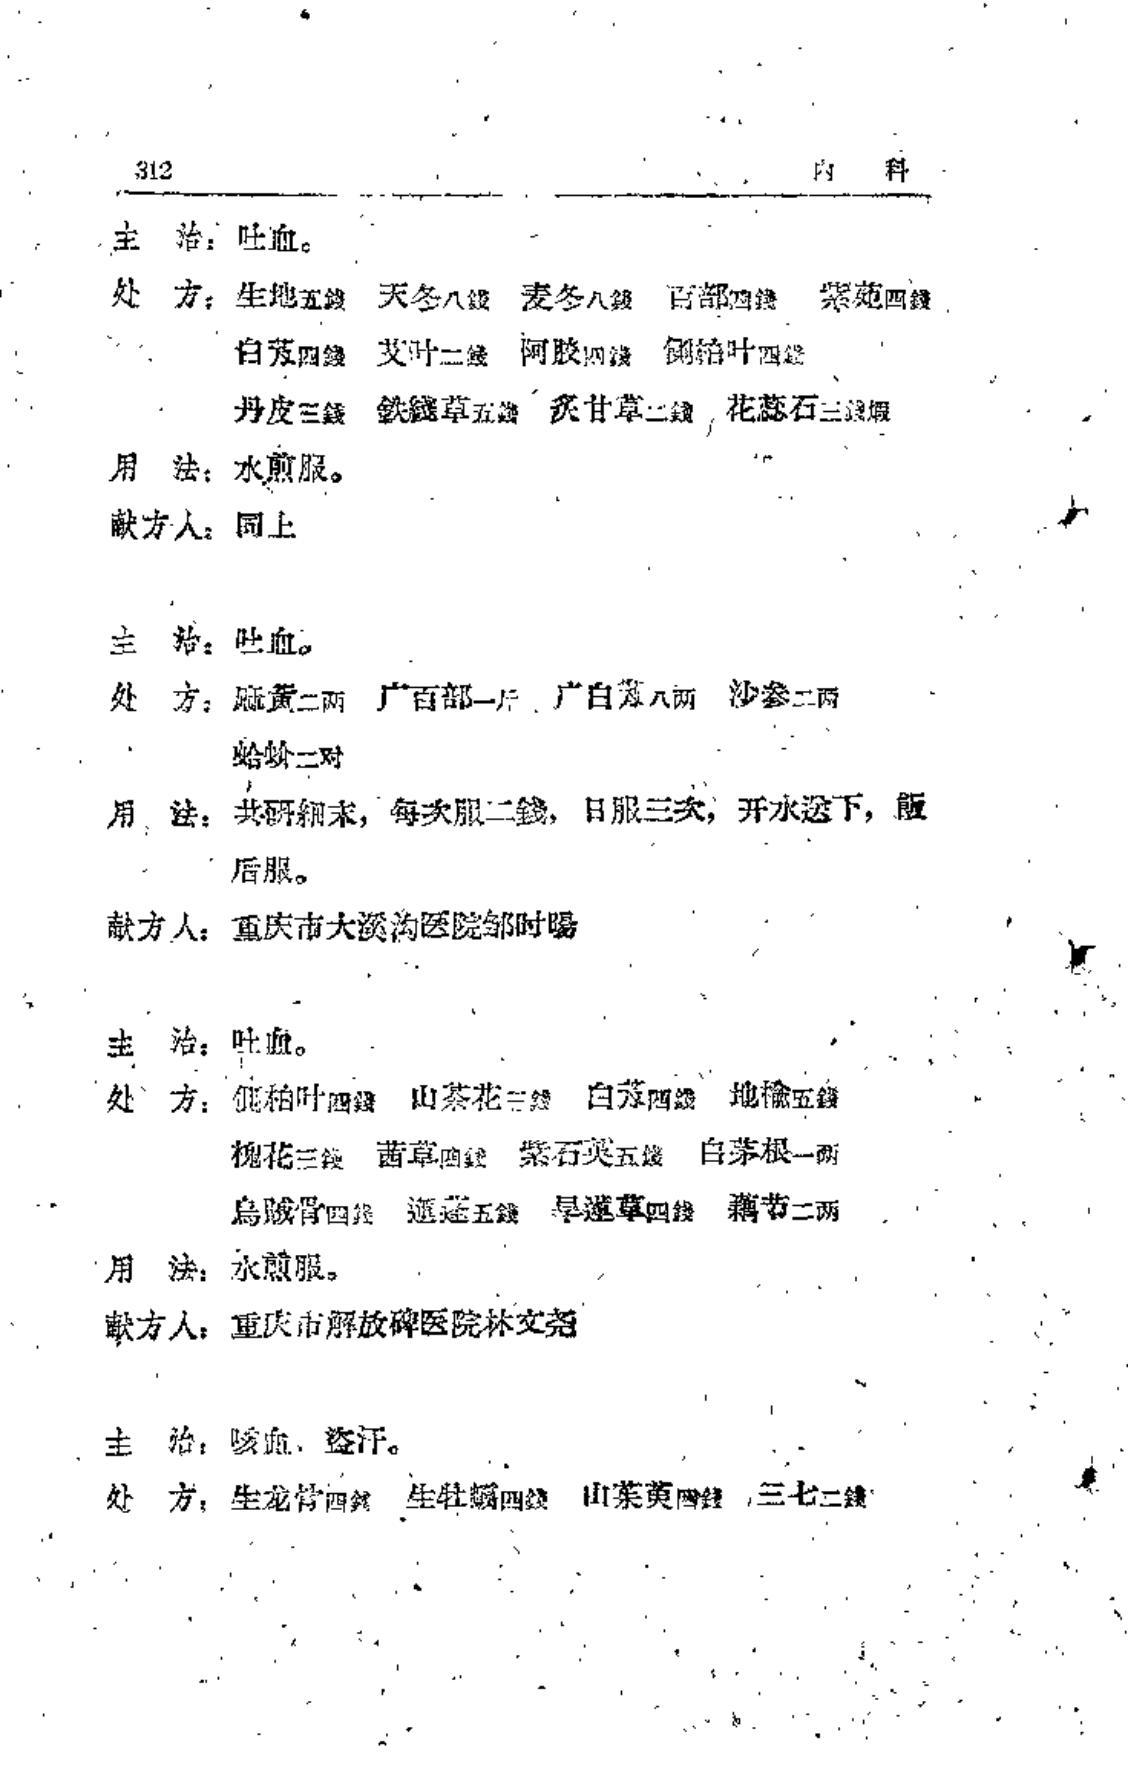 312 内 科
主 治：吐血。
处 方：生地五錢 天冬八錢 麦冬八錢 百部四錢 紫菀四錢
白芨四錢 艾叶二錢 阿胶四錢 側柏叶四錢
丹皮三錢 鉄綫草五錢 炙甘草二錢 花蕊石三錢煆
用 法：水煎服。
献方人：同上
主 治：吐血。
处 方：麻黃二两 广百部一斤 广白芨八两 沙参二两
蛤蚧二对
用 法：共研細末，每次服二錢，日服三次，开水送下，飯
后服。
献方人：重庆市大溪沟医院邹时陽
主 治：吐血。
处 方：側柏叶四錢 山茶花三錢 白芨四錢 地榆五錢
槐花三錢 茜草四錢 紫石英五錢 白茅根一两
烏贼骨四錢 五錢 旱蓮草四錢 藕节二两
用 法：水煎服。
献方人：重庆市解放碑医院林文尧
主 治：咳血、盗汗。
处 方：生龙骨四錢 生牡蠣四錢 山茱萸四錢 三七二錢